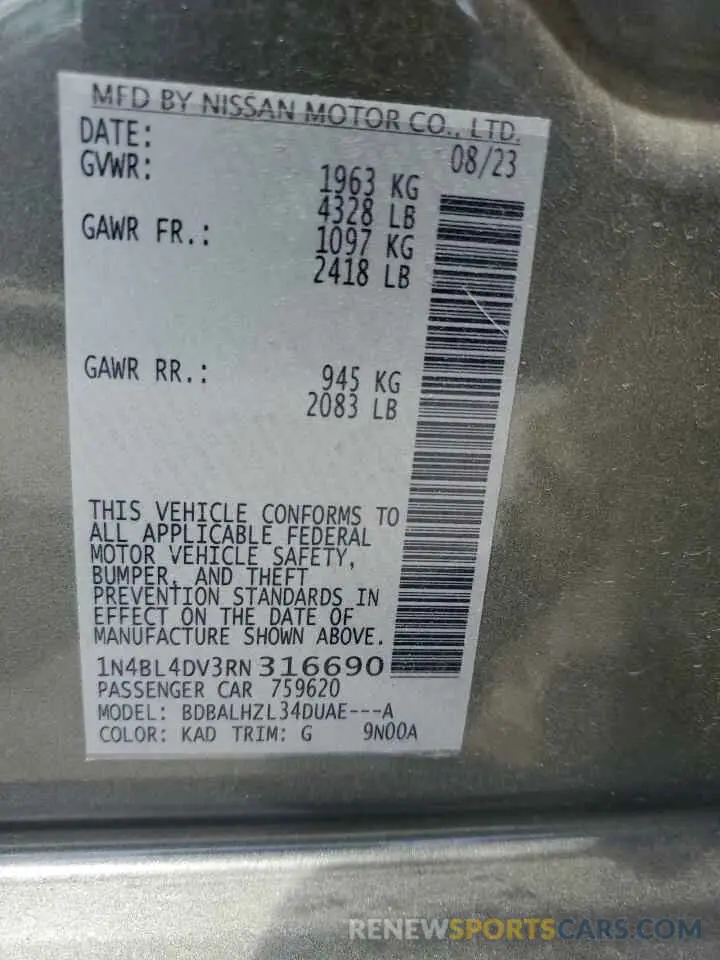 MFD BY NISSAN MOTOR CO., LTD.
DATE: 08/23
GVWR: 1963 KG
4328 LB
GAWR FR.: 1097 KG
2418 LB
GAWR RR.: 945 KG
2083 LB
THIS VEHICLE CONFORMS TO
ALL APPLICABLE FEDERAL
MOTOR VEHICLE SAFETY,
BUMPER, AND THEFT
PREVENTION STANDARDS IN
EFFECT ON THE DATE OF
MANUFACTURE SHOWN ABOVE.
1N4BL4DV3RN316690
PASSENGER CAR 759620
MODEL: BDBALHZL34DUAE---A
COLOR: KAD TRIM: G 9N00A
RENEWSPORTSCARS.COM